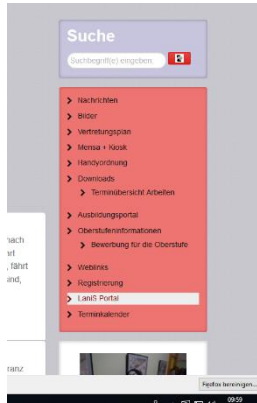 Suche
Suchbegriff(e) eingeben
Nachrichten
Bilder
Vertretungsplan
Mensa + Kiosk
Handyordnung
Downloads
Terminübersicht Arbeiten
Ausbildungsportal
Oberstufeninformationen
Bewerbung für die Oberstufe
nach
fährt
Weblinks
Registrierung
LaniS Portal
Terminkalender
Firefox bereinigen...
09:59